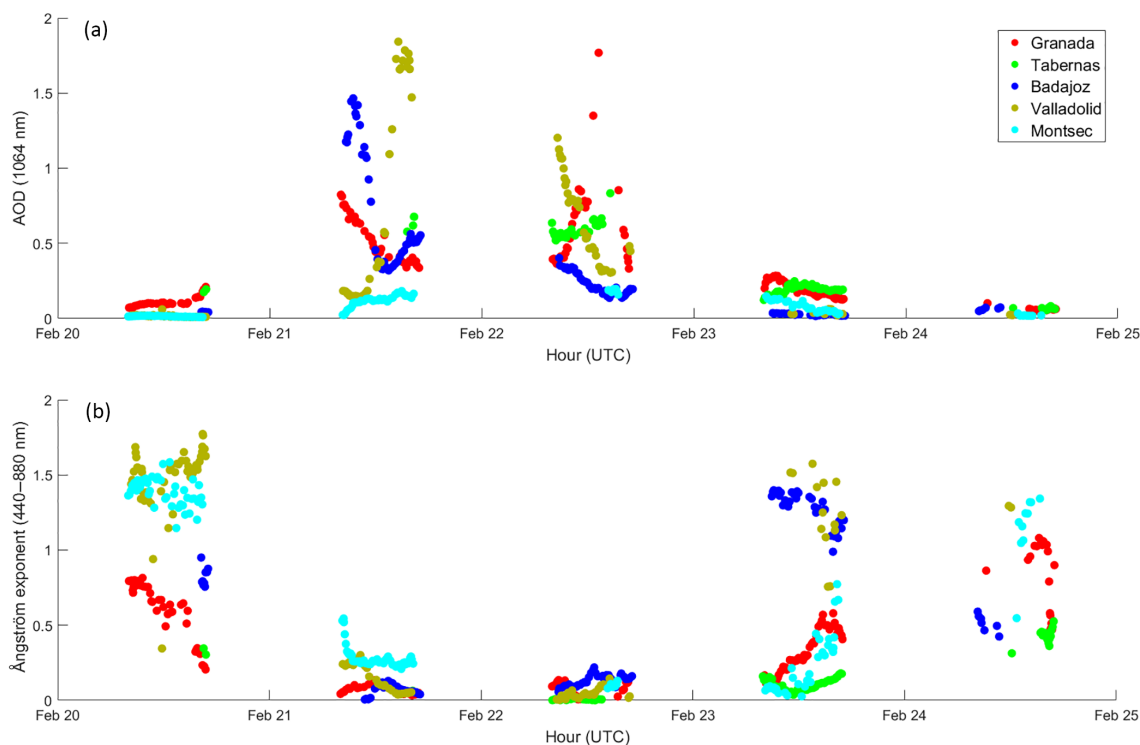 (a)
2
1.5
1
0.5
0
AOD (1064 nm)
Granada
Tabernas
Badajoz
Valladolid
Montsec
Feb 20 Feb 21 Feb 22 Feb 23 Feb 24 Feb 25
Hour (UTC)
(b)
2
1.5
1
0.5
0
Ångström exponent (440–880 nm)
Feb 20 Feb 21 Feb 22 Feb 23 Feb 24 Feb 25
Hour (UTC)